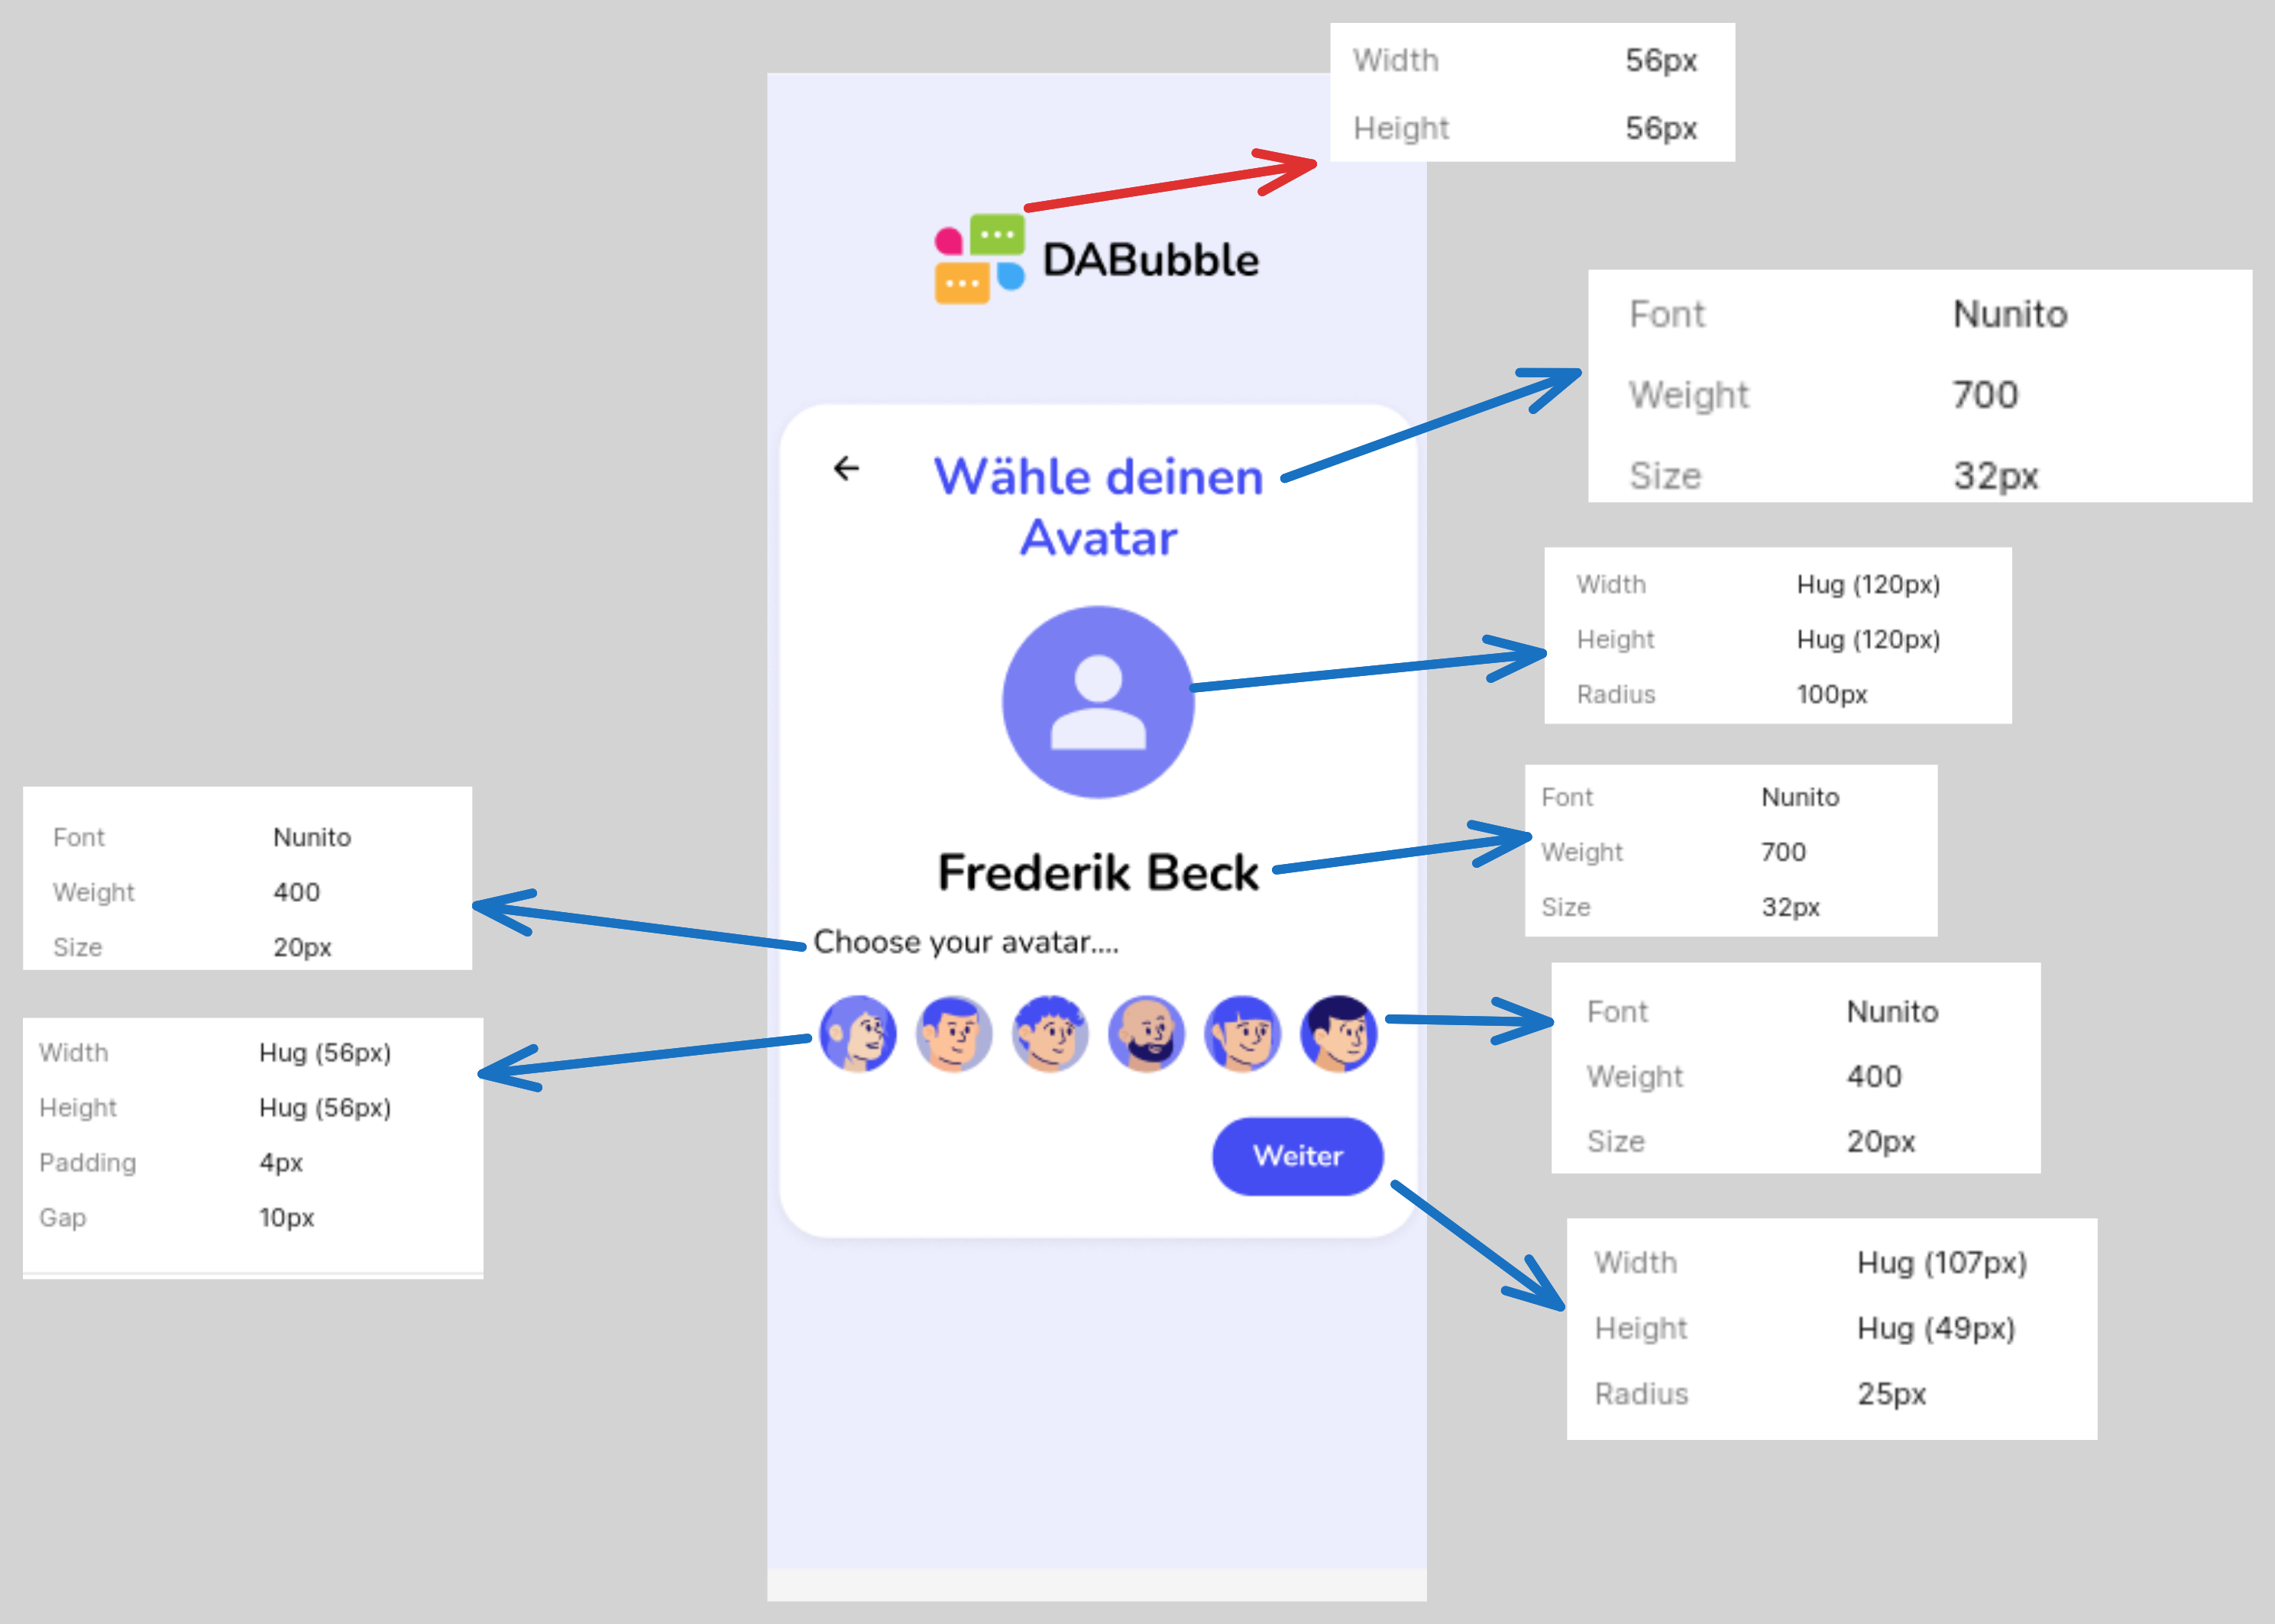 Width 56px
Height 56px
DABubble
Font Nunito
Weight 700
Size 32px
Wähle deinen
Avatar
Width Hug (120px)
Height Hug (120px)
Radius 100px
Font Nunito
Weight 700
Size 32px
Frederik Beck
Font Nunito
Weight 400
Size 20px
Choose your avatar....
Font Nunito
Weight 400
Size 20px
Width Hug (56px)
Height Hug (56px)
Padding 4px
Gap 10px
Weiter
Width Hug (107px)
Height Hug (49px)
Radius 25px